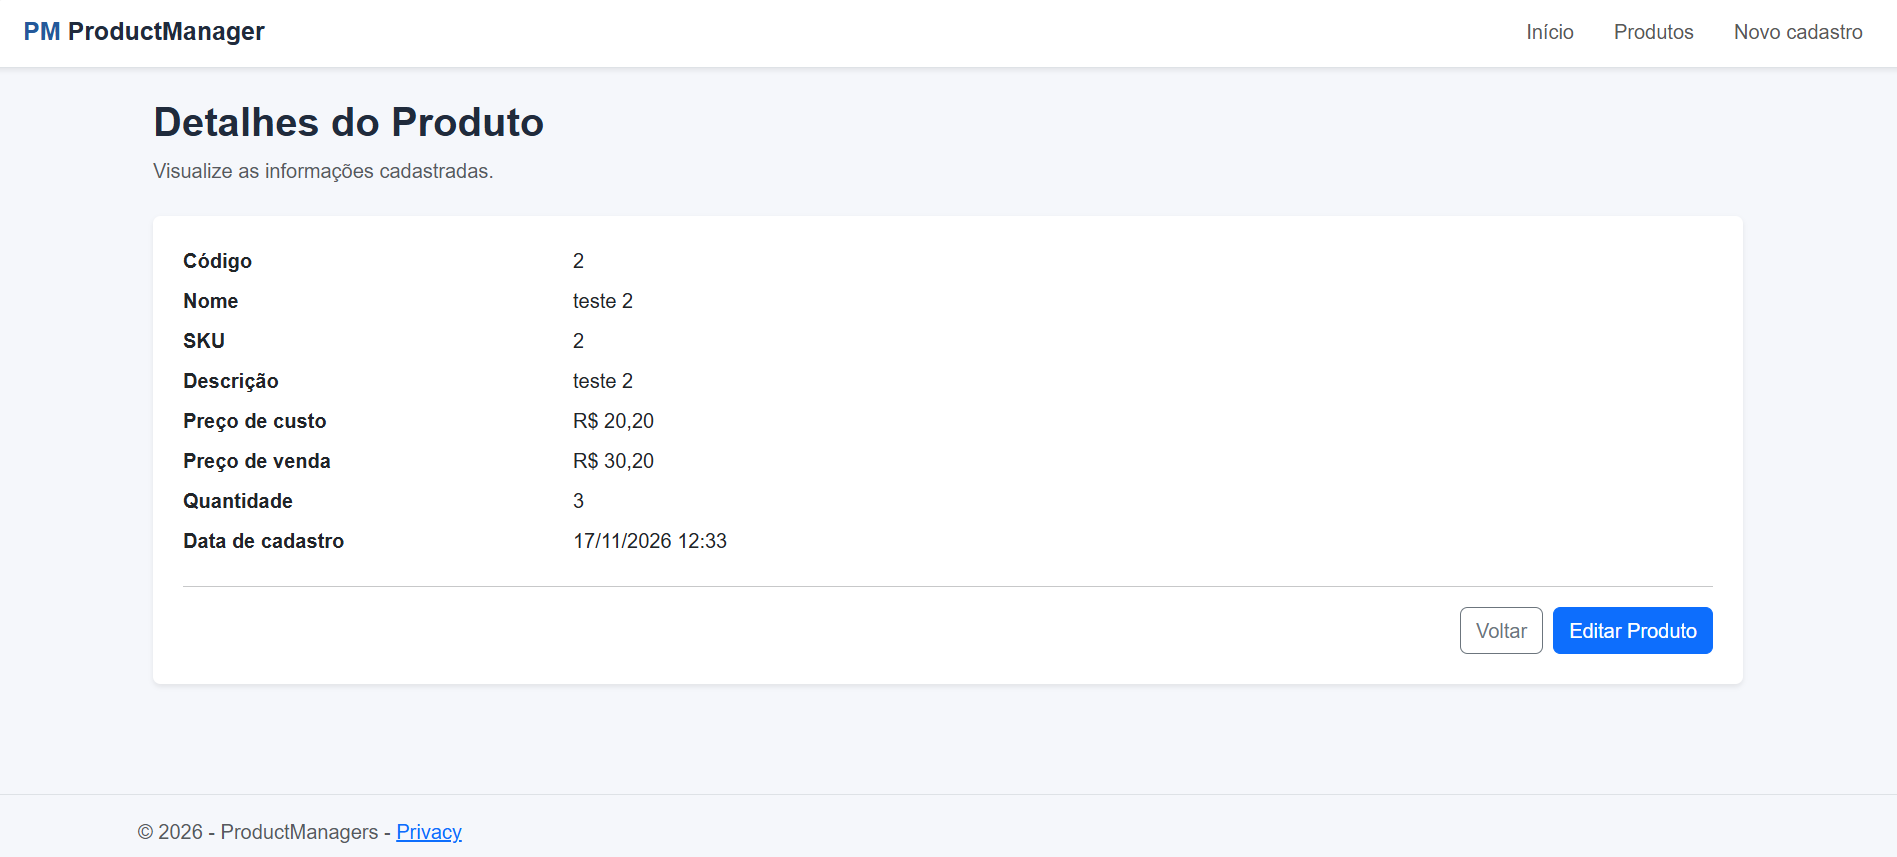 PM ProductManager
Início Produtos Novo cadastro
Detalhes do Produto
Visualize as informações cadastradas.
Código 2
Nome teste 2
SKU 2
Descrição teste 2
Preço de custo R$ 20,20
Preço de venda R$ 30,20
Quantidade 3
Data de cadastro 17/11/2026 12:33
Voltar Editar Produto
© 2026 - ProductManagers - Privacy